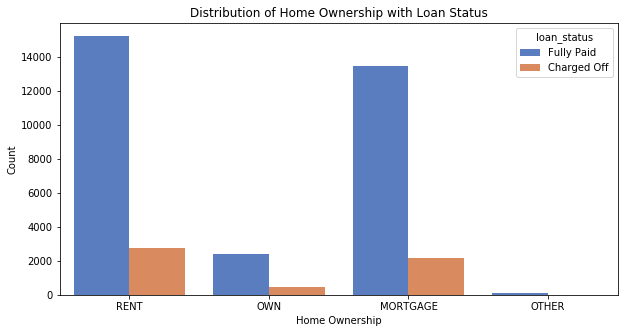 Distribution of Home Ownership with Loan Status
loan_status
Fully Paid
Charged Off
Count
14000
12000
10000
8000
6000
4000
2000
0
RENT
OWN
MORTGAGE
OTHER
Home Ownership